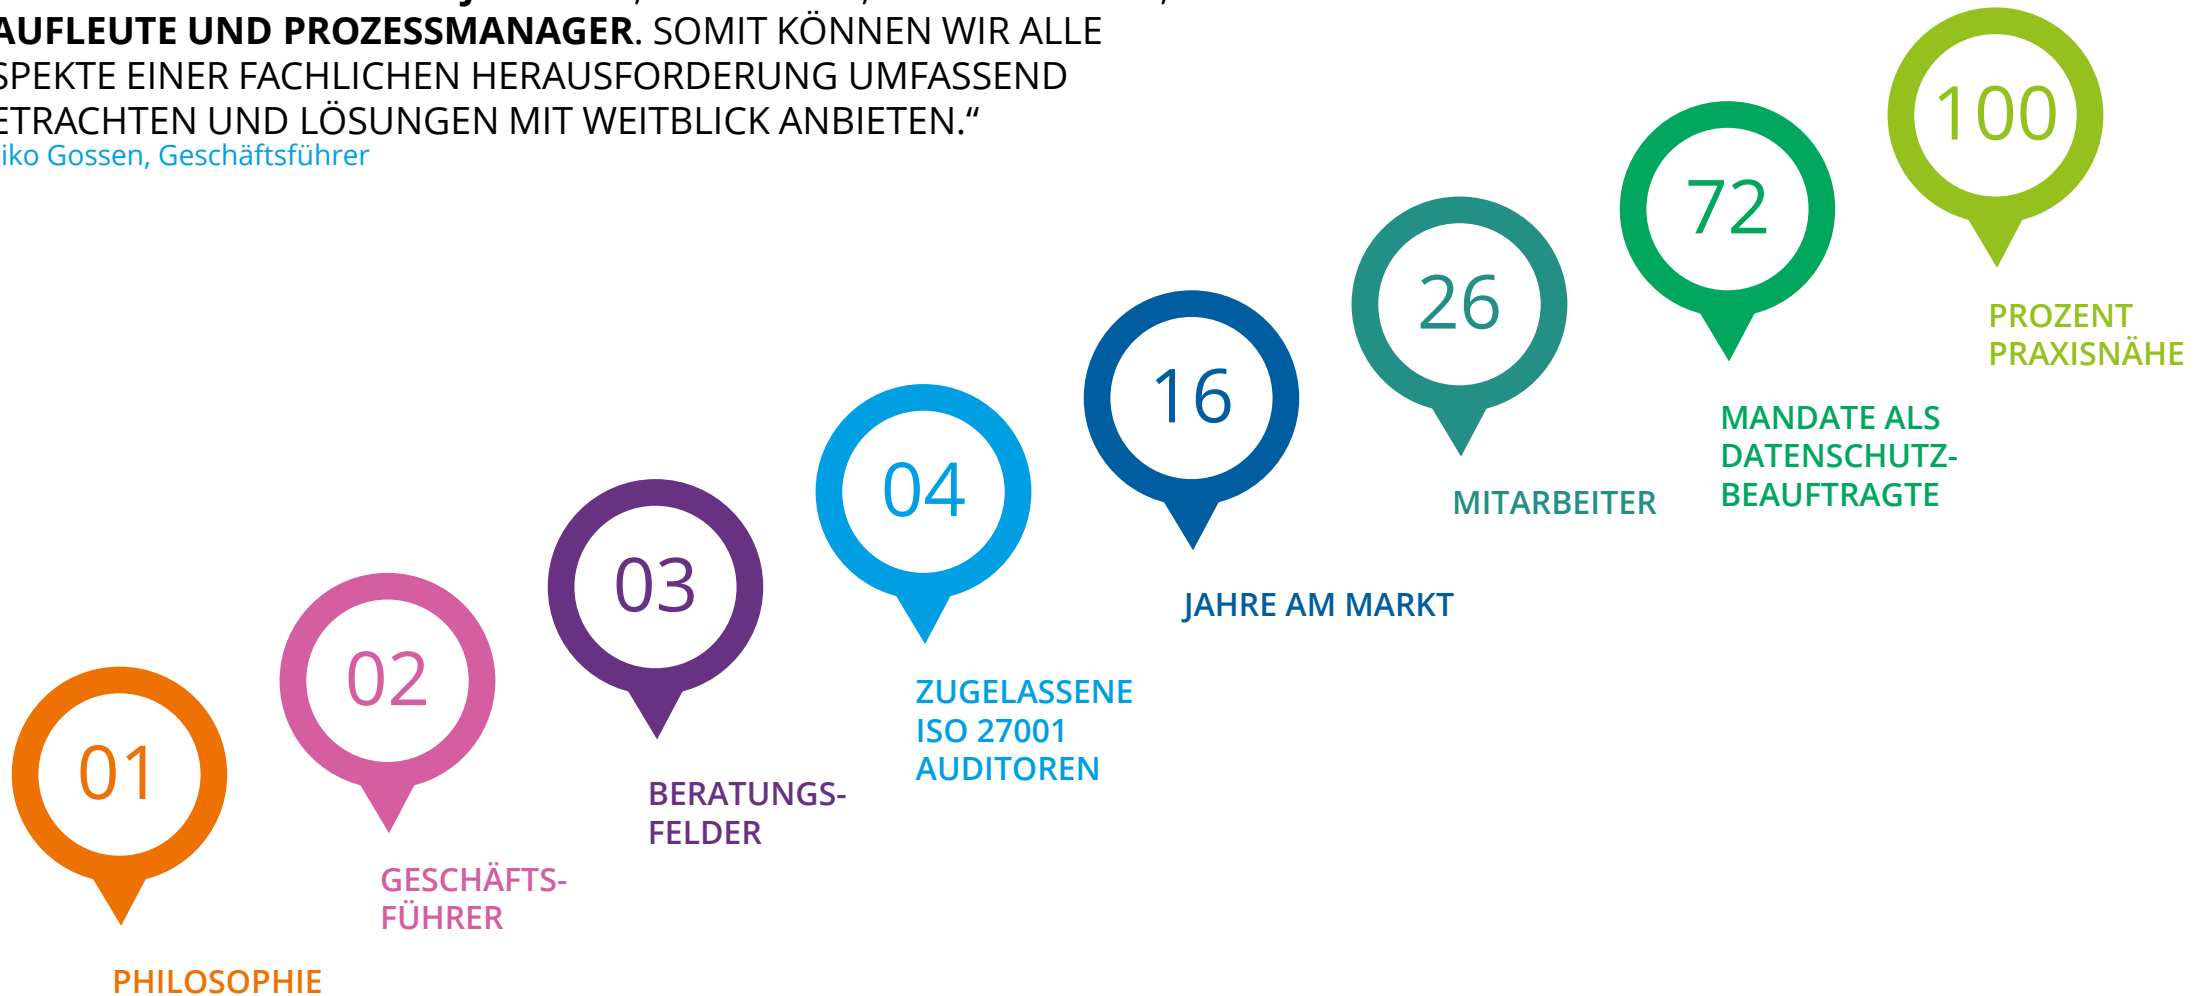 AUFLEUTE UND PROZESSMANAGER. SOMIT KÖNNEN WIR ALLE
SPEKTE EINER FACHLICHEN HERAUSFORDERUNG UMFASSEND
ETRACHTEN UND LÖSUNGEN MIT WEITBLICK ANBIETEN.“
iko Gossen, Geschäftsführer
01
PHILOSOPHIE
02
GESCHÄFTS-
FÜHRER
03
BERATUNGS-
FELDER
04
ZUGELASSENE
ISO 27001
AUDITOREN
16
JAHRE AM MARKT
26
MITARBEITER
72
MANDATE ALS
DATENSCHUTZ-
BEAUFTRAGTE
100
PROZENT
PRAXISNÄHE